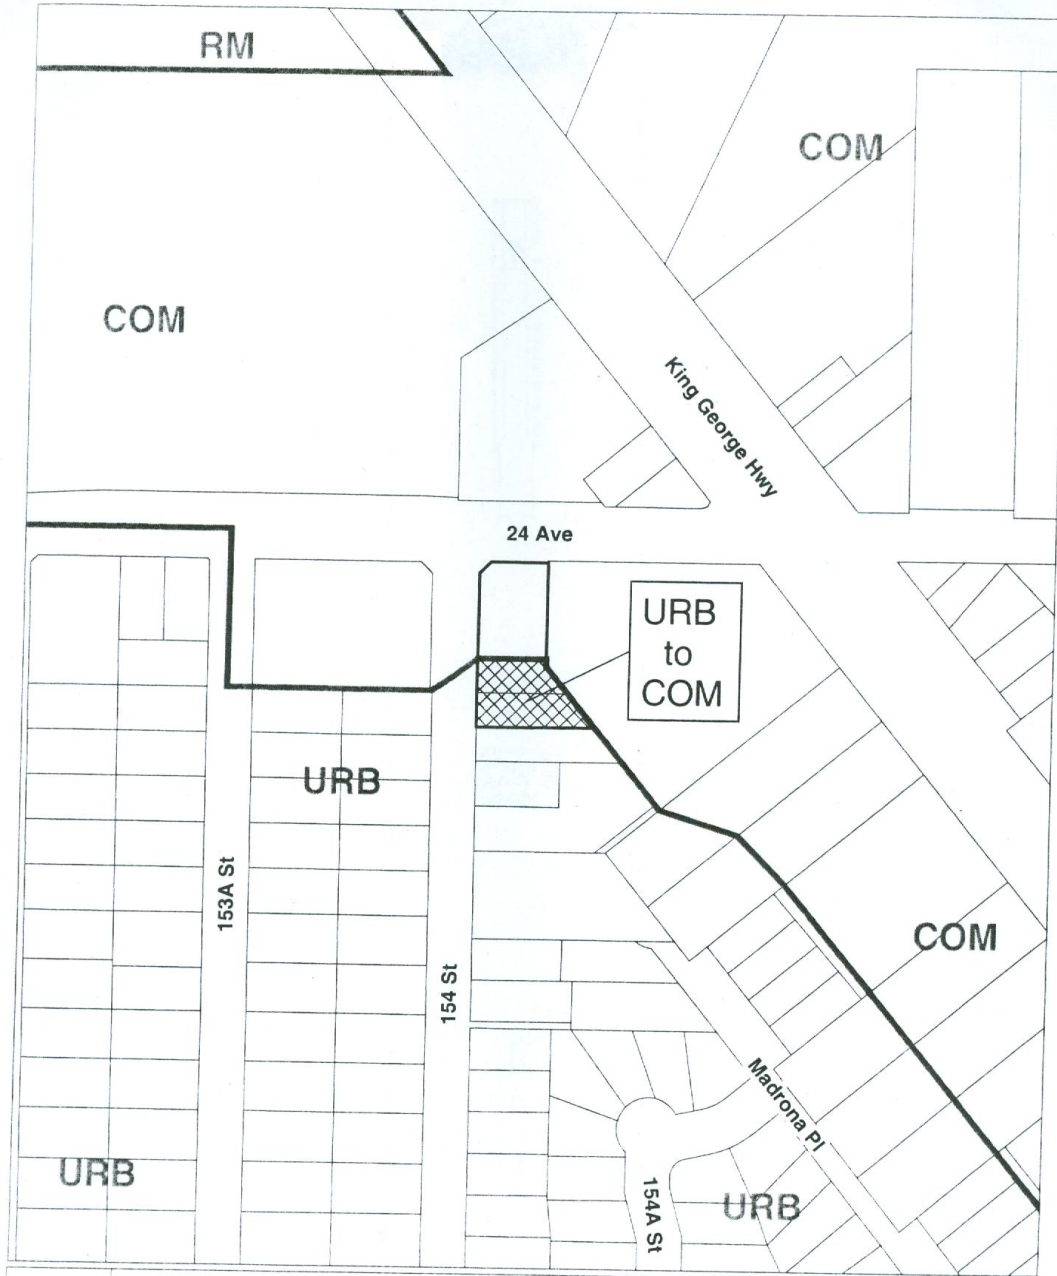 RM
COM
COM
King George Hwy
24 Ave
URB
to
COM
URB
153A St
COM
154 St
Madrona Pl
URB
154A St
URB